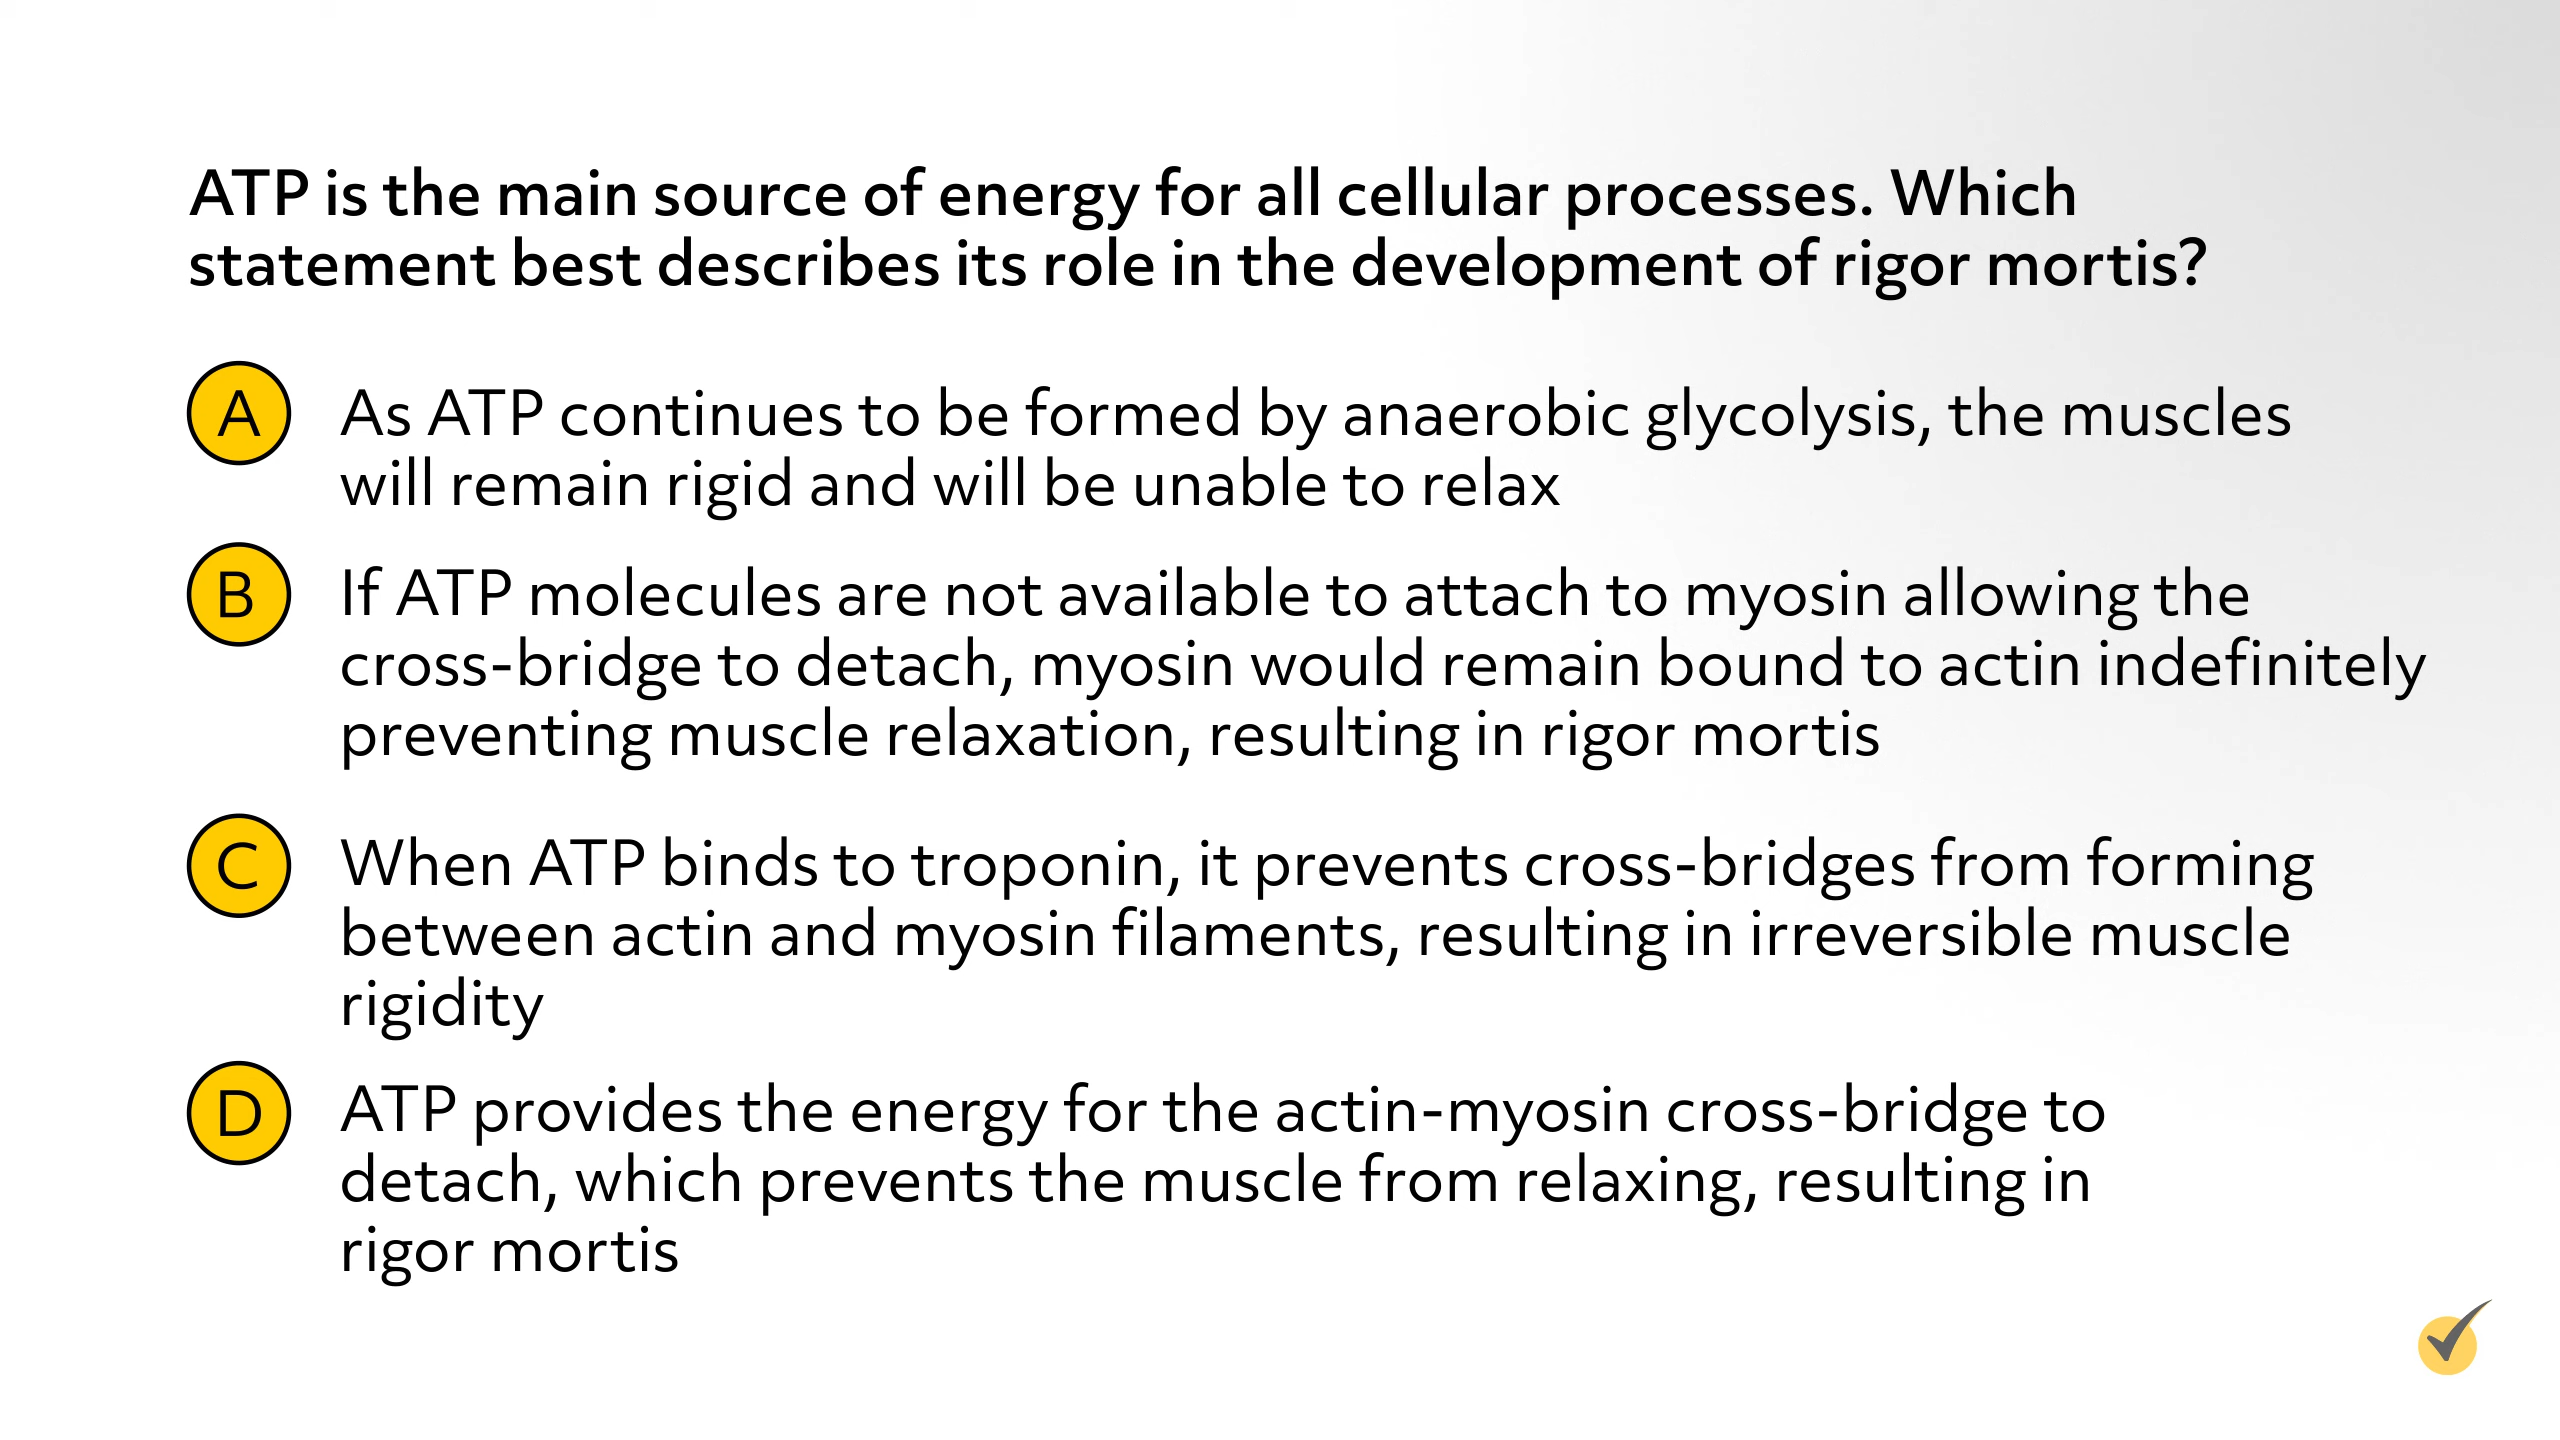 ATP is the main source of energy for all cellular processes. Which
statement best describes its role in the development of rigor mortis?
A As ATP continues to be formed by anaerobic glycolysis, the muscles
will remain rigid and will be unable to relax
B If ATP molecules are not available to attach to myosin allowing the
cross-bridge to detach, myosin would remain bound to actin indefinitely
preventing muscle relaxation, resulting in rigor mortis
C When ATP binds to troponin, it prevents cross-bridges from forming
between actin and myosin filaments, resulting in irreversible muscle
rigidity
D ATP provides the energy for the actin-myosin cross-bridge to
detach, which prevents the muscle from relaxing, resulting in
rigor mortis